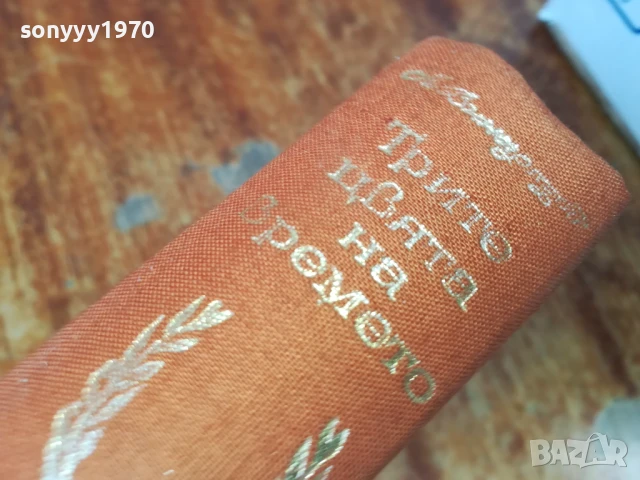 sonyyy1970
Трите
цвята
на
времето
BAZAR